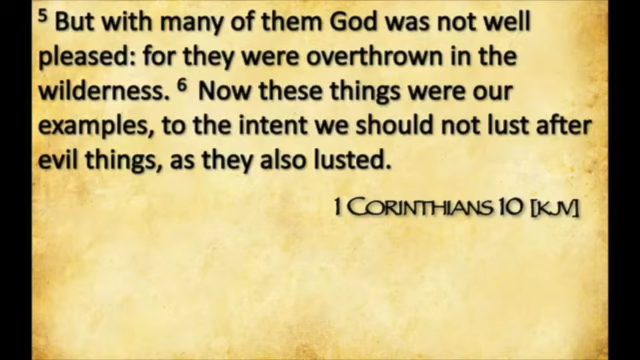 5 But with many of them God was not well
pleased: for they were overthrown in the
wilderness. 6 Now these things were our
examples, to the intent we should not lust after
evil things, as they also lusted.
1 Corinthians 10 [KJV]